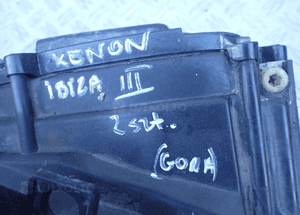 XENON
IBIZA III
2 szt.
(GORA)